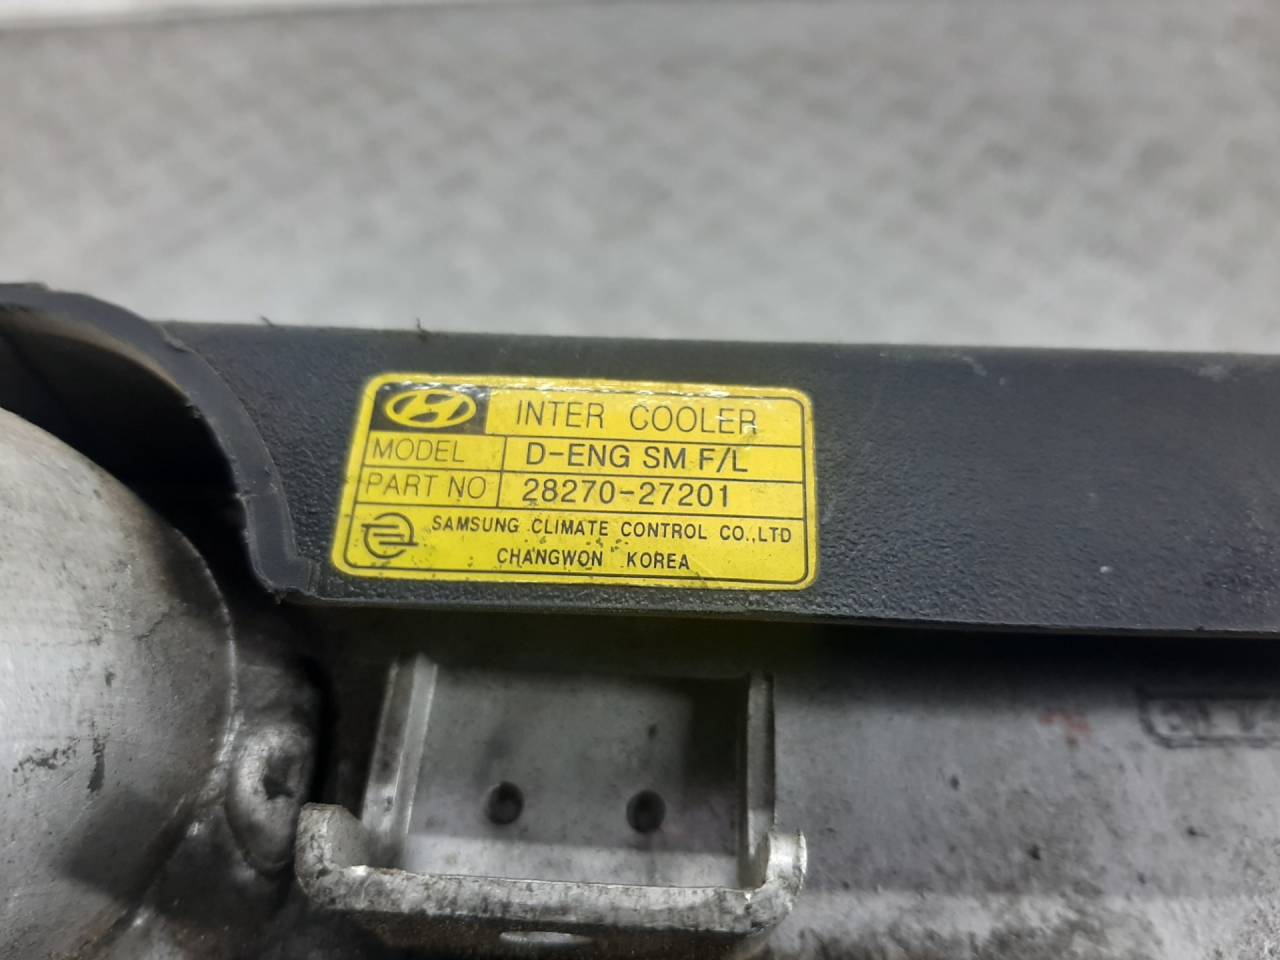 INTER COOLER
MODEL D-ENG SM F/L
PART NO 28270-27201
SAMSUNG CLIMATE CONTROL CO.,LTD
CHANGWON KOREA